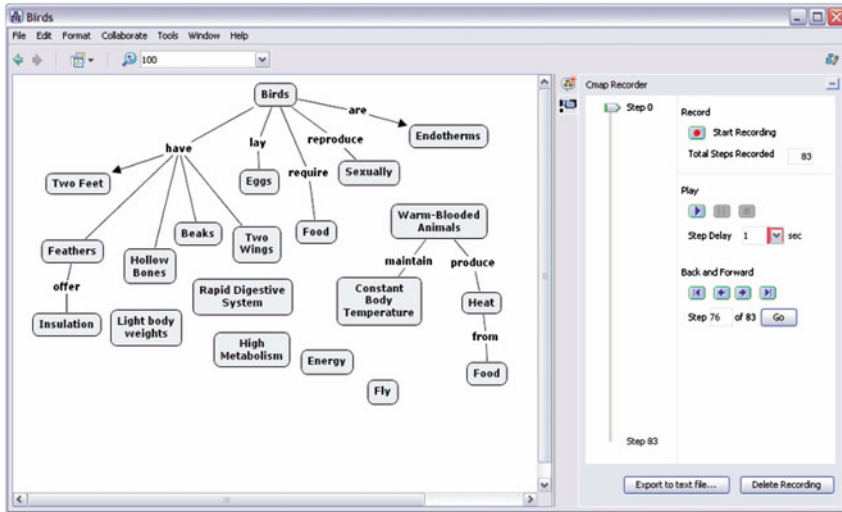 Birds
File Edit Format Collaborate Tools Window Help
100
Birds
are
Endotherms
have
lay
reproduce
require
Two Feet
Eggs
Sexually
Feathers
Beaks
Two
Wings
Food
Warm-Blooded
Animals
Hollow
Bones
offer
maintain
produce
Insulation
Light body
weights
Rapid Digestive
System
Constant
Body
Temperature
Heat
High
Metabolism
Energy
from
Fly
Food
Cmap Recorder
Step 0
Step 83
Record
Start Recording
Total Steps Recorded 83
Play
Step Delay 1 sec
Back and Forward
Step 76 of 83 Go
Export to text file... Delete Recording